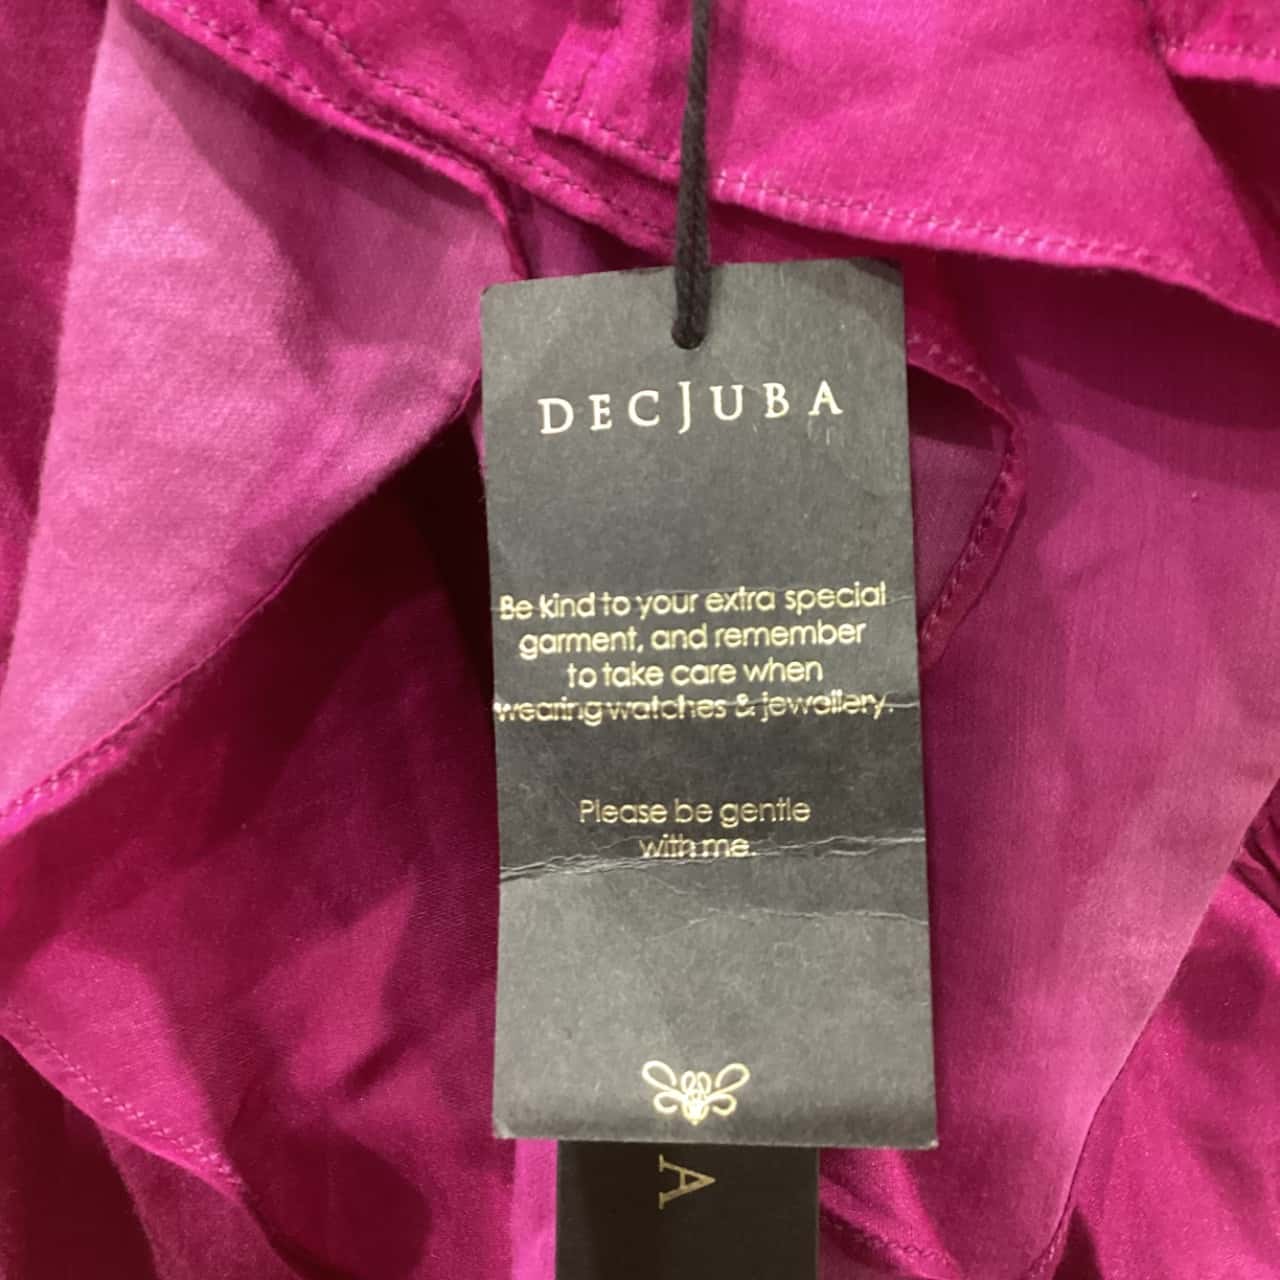 DECJUBA
Be kind to your extra special
garment, and remember
to take care when
wearing watches & jewellery.
Please be gentle
with me.
A